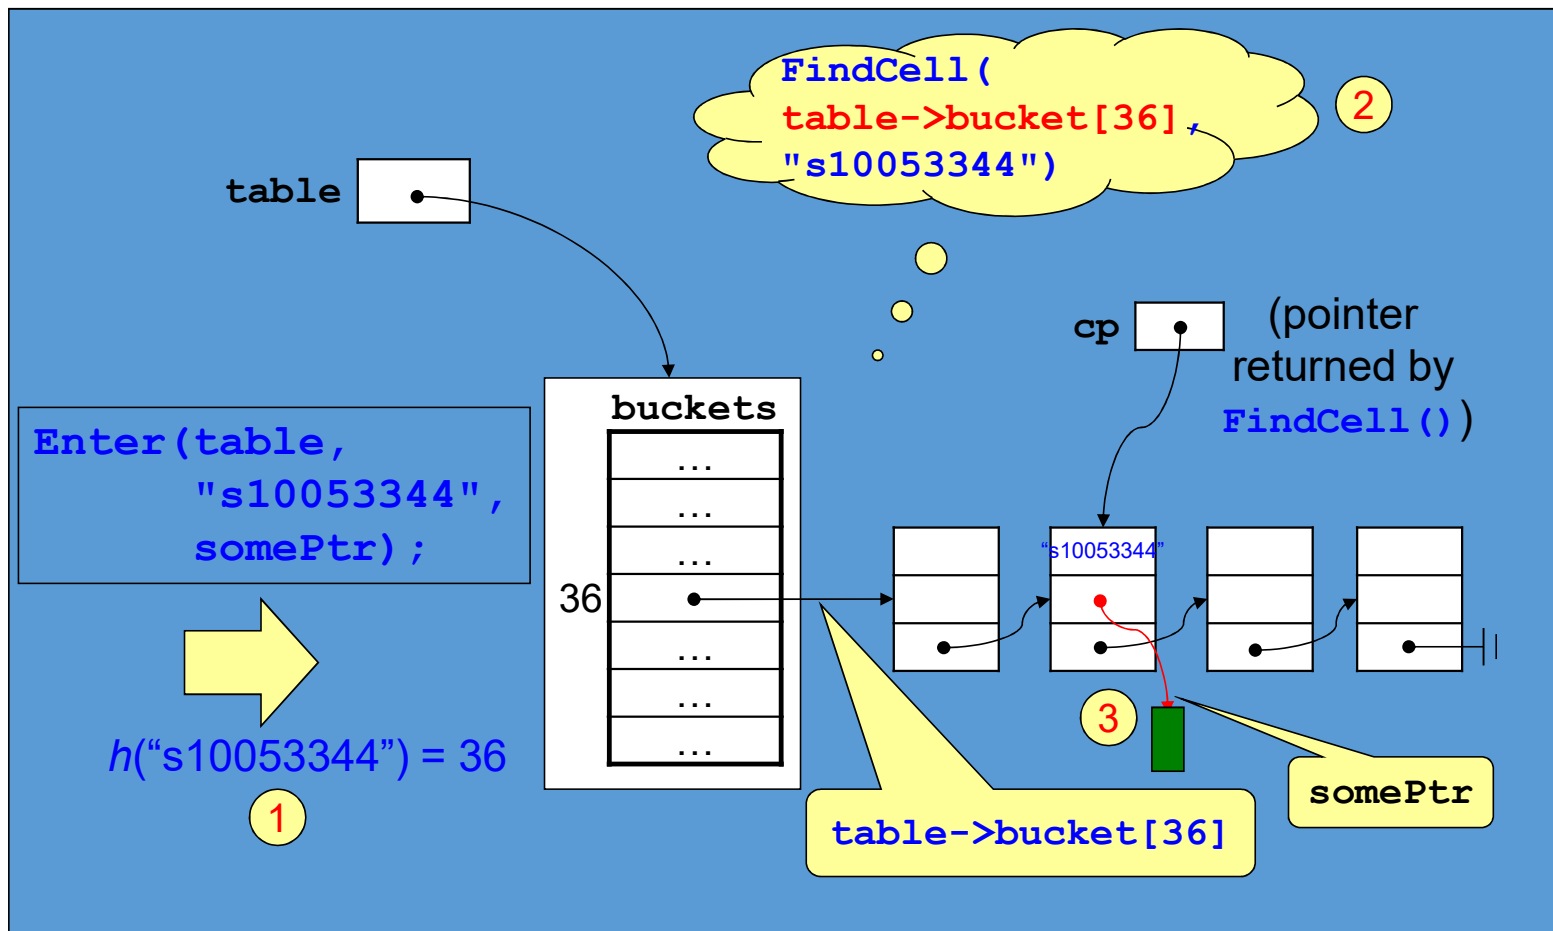 FindCell(
table->bucket[36],
"s10053344")
2
table
cp
(pointer
returned by
FindCell())
buckets
Enter(table,
"s10053344",
somePtr);
...
...
...
36
...
...
...
“s10053344”
h(“s10053344”) = 36
1
3
somePtr
table->bucket[36]